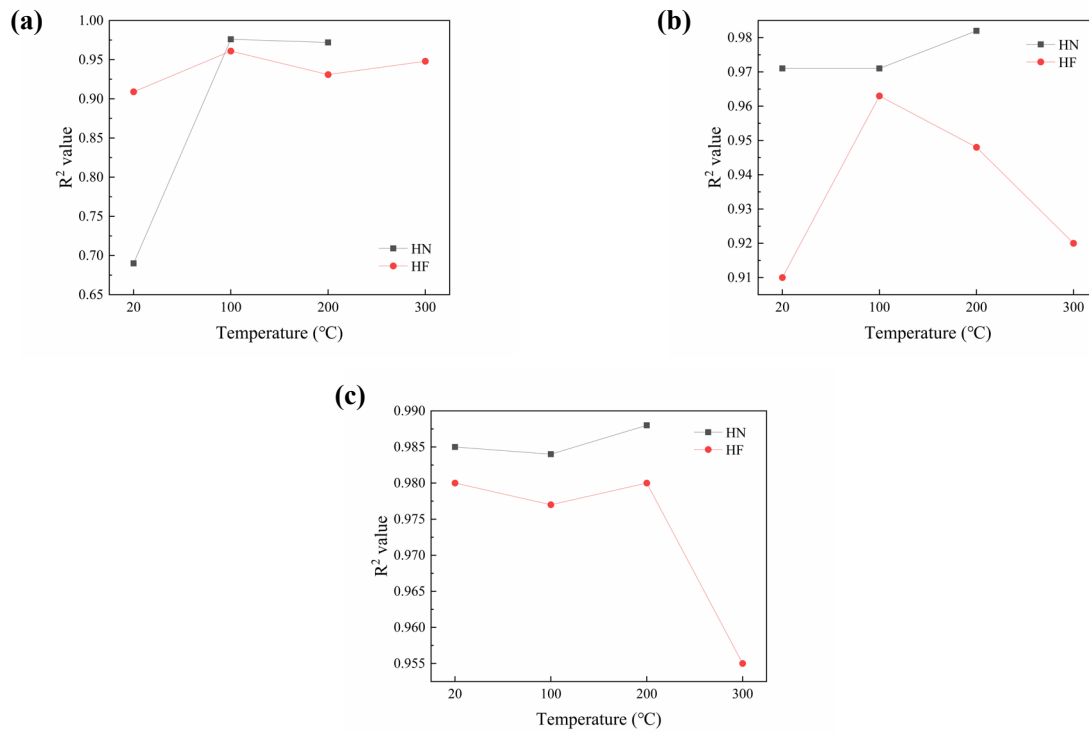 (a)
1.00
0.95
0.90
0.85
0.80
0.75
0.70
0.65
R² value
20 100 200 300
Temperature (℃)
HN
HF
(b)
0.98
0.97
0.96
0.95
0.94
0.93
0.92
0.91
R² value
20 100 200 300
Temperature (℃)
HN
HF
(c)
0.990
0.985
0.980
0.975
0.970
0.965
0.960
0.955
R² value
20 100 200 300
Temperature (℃)
HN
HF